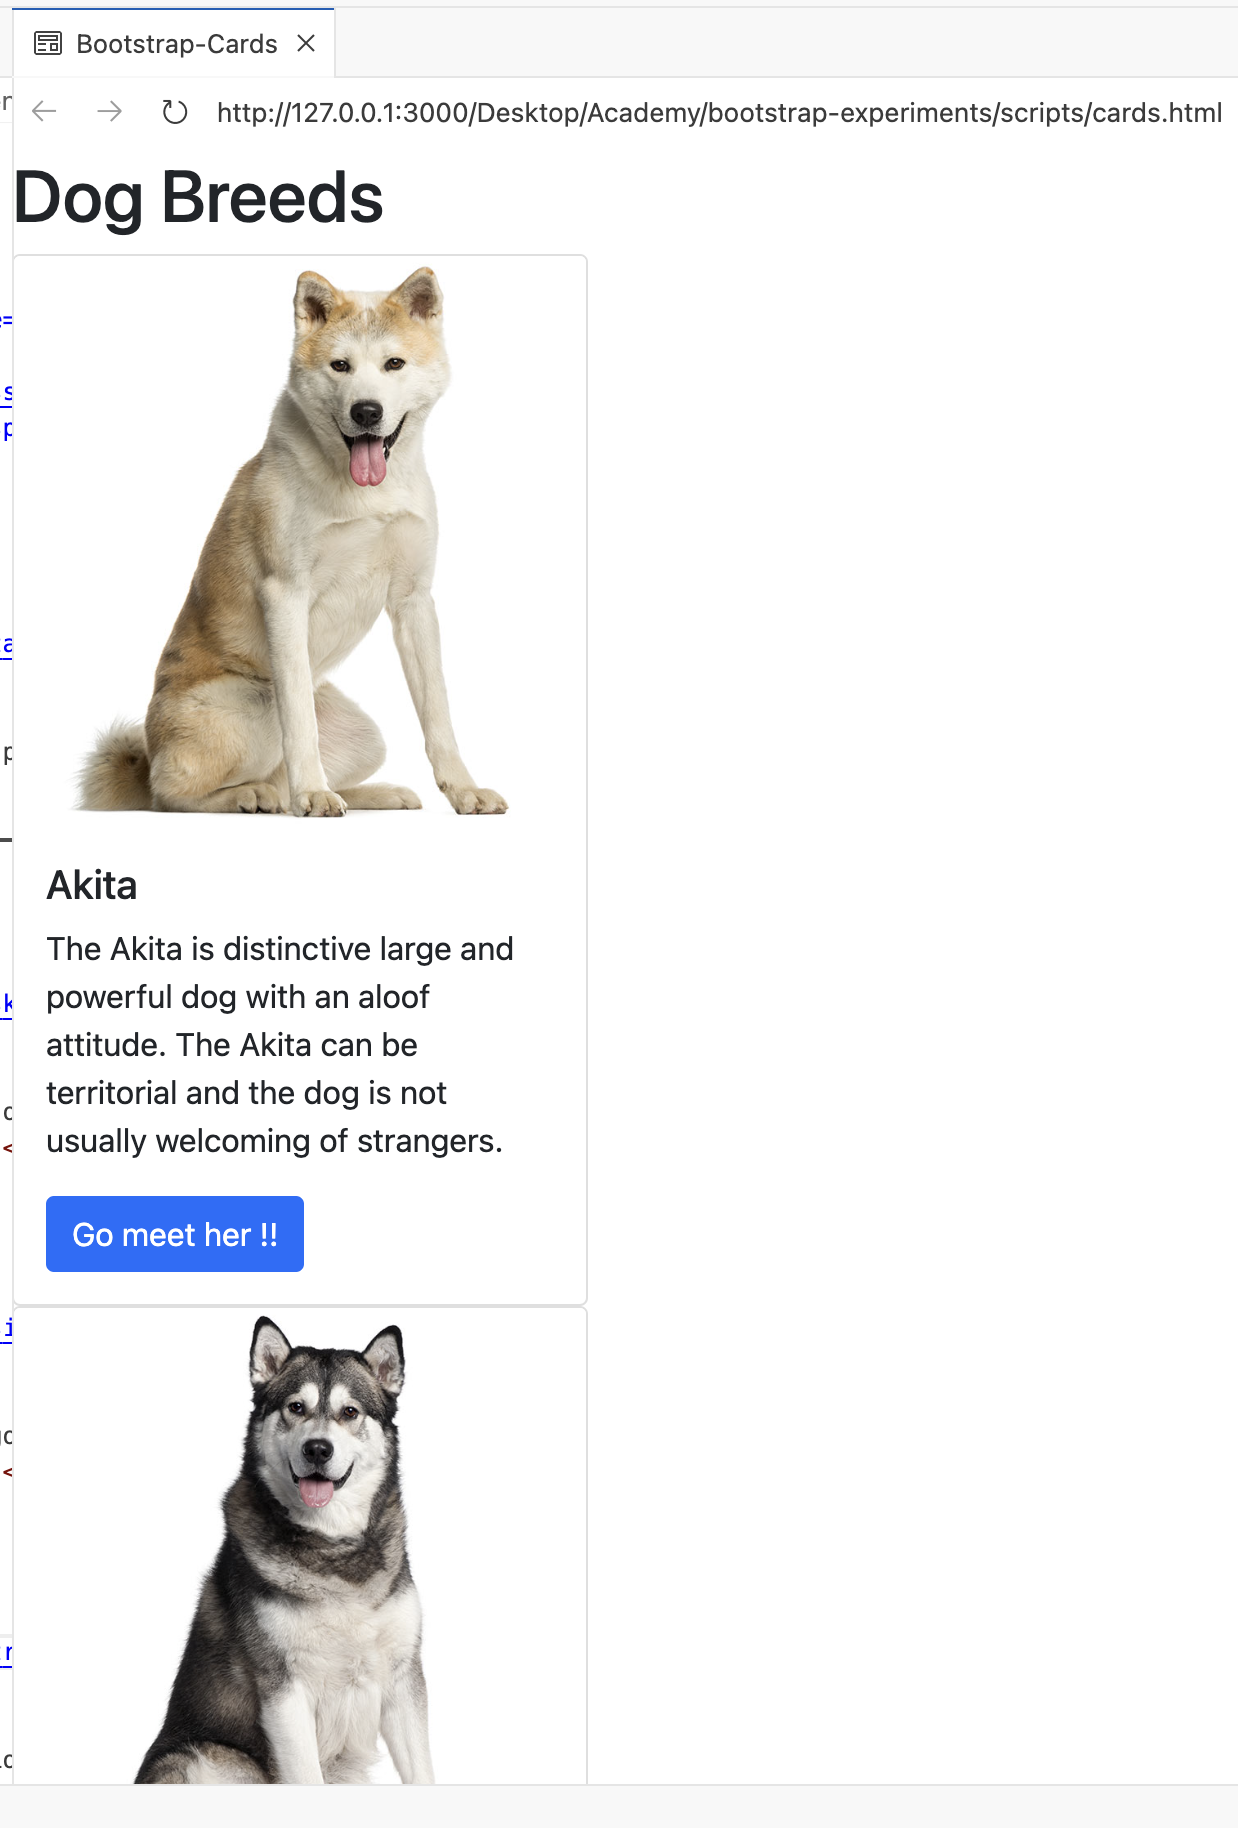 Bootstrap-Cards
http://127.0.0.1:3000/Desktop/Academy/bootstrap-experiments/scripts/cards.html
Dog Breeds
Akita
The Akita is distinctive large and
powerful dog with an aloof
attitude. The Akita can be
territorial and the dog is not
usually welcoming of strangers.
Go meet her !!